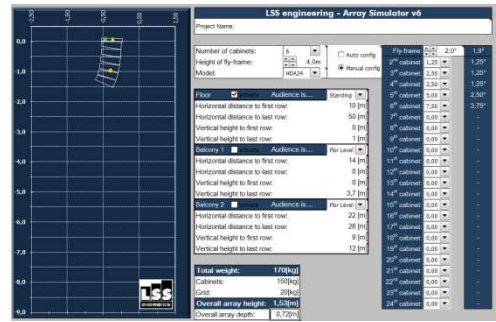 LSS engineering - Array Simulator v6
Project Name:
-2,50 -1,50 -0,50 0,50 1,50
0,0
-1,0
-2,0
-3,0
-4,0
-5,0
-6,0
-7,0
-8,0
-9,0
LSS
Number of cabinets: 6
Height of fly-frame: 4,0m
Model: HDA24
Auto config
Manual config
Floor Audience is... Standing
Horizontal distance to first row: 10 [m]
Horizontal distance to last row: 50 [m]
Vertical height to first row: 0 [m]
Vertical height to last row: 1 [m]
Balcony 1 Audience is... Flor Level
Horizontal distance to first row: 14 [m]
Horizontal distance to last row: 0 [m]
Vertical height to first row: 0 [m]
Vertical height to last row: 3,7 [m]
Balcony 2 Audience is... Flor Level
Horizontal distance to first row: 22 [m]
Horizontal distance to last row: 26 [m]
Vertical height to first row: 9 [m]
Vertical height to last row: 12 [m]
Total weight: 170[kg]
Cabinets: 150[kg]
Grid: 20[kg]
Overall array height: 1,53[m]
Overall array depth: 0,72[m]
Fly-frame: 2,0° 1,9°
2nd cabinet: 1,25 1,25°
3rd cabinet: 2,50 1,25°
4th cabinet: 2,50 1,25°
5th cabinet: 5,00 2,50°
6th cabinet: 7,50 3,75°
7th cabinet: 0,00 -
8th cabinet: 0,00 -
9th cabinet: 0,00 -
10th cabinet: 0,00 -
11th cabinet: 0,00 -
12th cabinet: 0,00 -
13th cabinet: 0,00 -
14th cabinet: 0,00 -
15th cabinet: 0,00 -
16th cabinet: 0,00 -
17th cabinet: 0,00 -
18th cabinet: 0,00 -
19th cabinet: 0,00 -
20th cabinet: 0,00 -
21st cabinet: 0,00 -
22nd cabinet: 0,00 -
23rd cabinet: 0,00 -
24th cabinet: 0,00 -